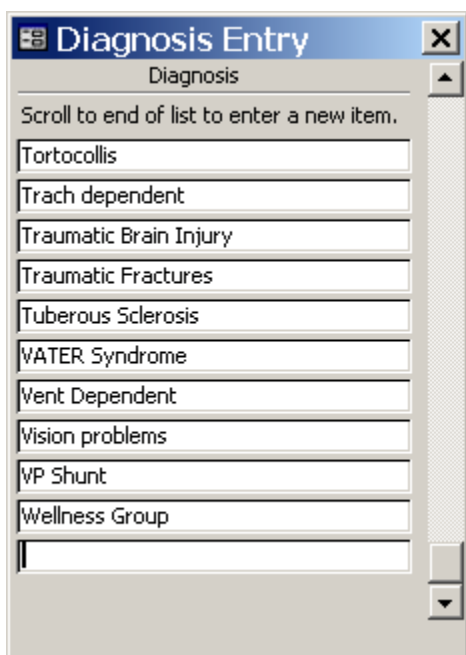 Diagnosis Entry
Diagnosis
Scroll to end of list to enter a new item.
Tortocollis
Trach dependent
Traumatic Brain Injury
Traumatic Fractures
Tuberous Sclerosis
VATER Syndrome
Vent Dependent
Vision problems
VP Shunt
Wellness Group